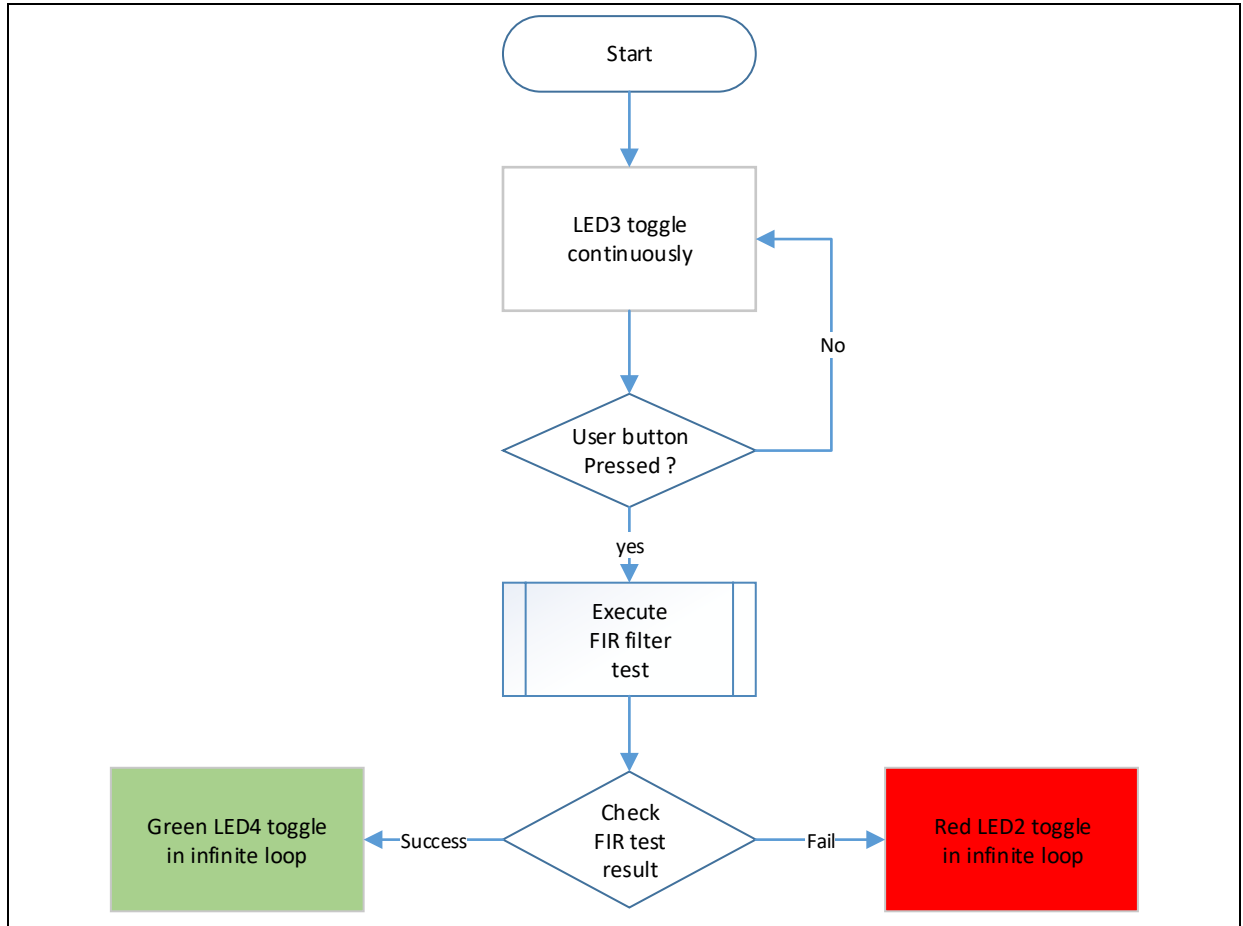 Start
LED3 toggle
continuously
No
User button
Pressed ?
yes
Execute
FIR filter
test
Green LED4 toggle
in infinite loop
Success
Check
FIR test
result
Fail
Red LED2 toggle
in infinite loop